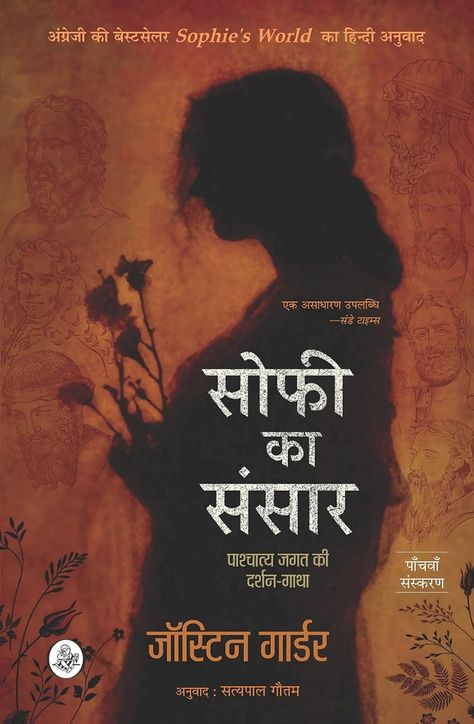 अंग्रेजी की बेस्टसेलर Sophie's World का हिन्दी अनुवाद
एक असाधारण उपलब्धि
—संडे टाइम्स
सोफी
का
संसार
पाश्चात्य जगत की
दर्शन-गाथा
पाँचवाँ
संस्करण
जॉस्टिन गार्डर
अनुवाद : सत्यपाल गौतम